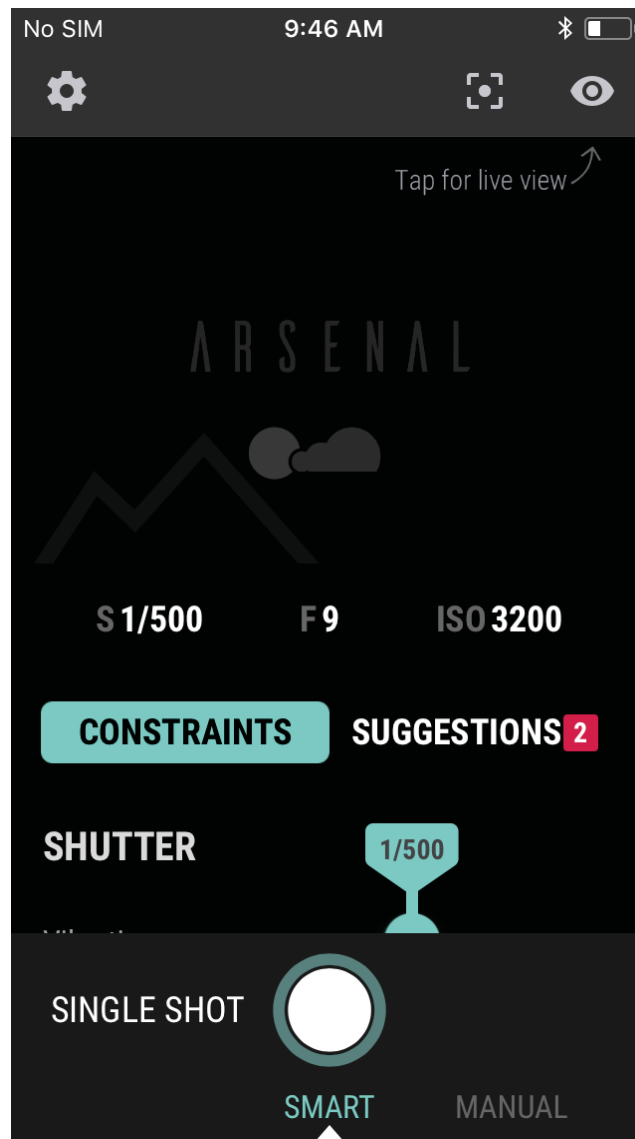 No SIM 9:46 AM
Tap for live view
ARSENAL
S 1/500 F 9 ISO 3200
CONSTRAINTS SUGGESTIONS 2
SHUTTER 1/500
SINGLE SHOT
SMART MANUAL